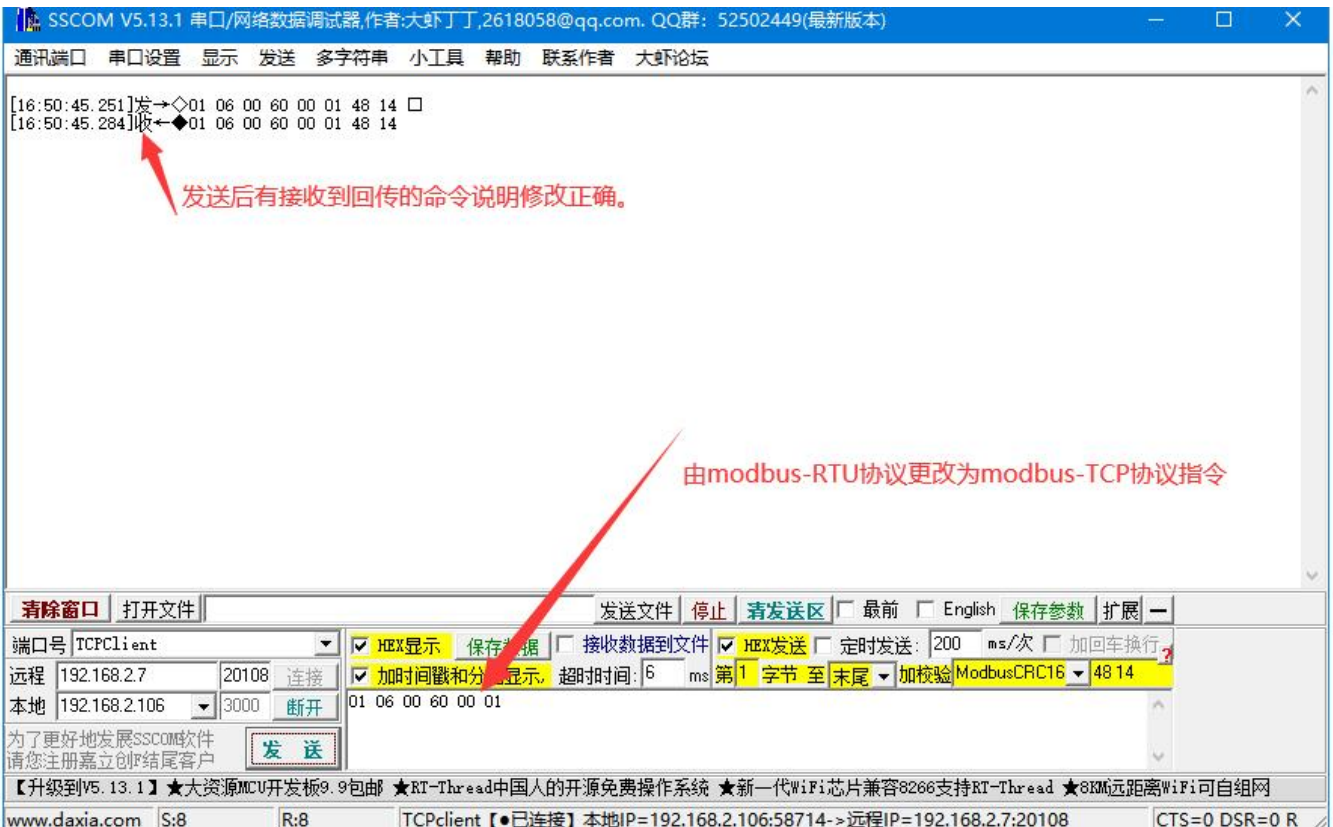 SSCOM V5.13.1 串口/网络数据调试器,作者:大虾丁丁,2618058@qq.com. QQ群：52502449(最新版本)
通讯端口 串口设置 显示 发送 多字符串 小工具 帮助 联系作者 大虾论坛
[16:50:45.251]发→◇01 06 00 60 00 01 48 14 □
[16:50:45.284]收←◆01 06 00 60 00 01 48 14
发送后有接收到回传的命令说明修改正确。
由modbus-RTU协议更改为modbus-TCP协议指令
清除窗口 打开文件 发送文件 停止 清发送区 最前 English 保存参数 扩展 —
端口号 TCPClient HEX显示 保存数据 接收数据到文件 HEX发送 定时发送: 200 ms/次 加回车换行 ?
远程 192.168.2.7 20108 连接 加时间戳和分包显示, 超时时间: 6 ms 第1 字节 至 末尾 加校验 ModbusCRC16 48 14
本地 192.168.2.106 3000 断开 01 06 00 60 00 01
为了更好地发展SSCOM软件
请您注册嘉立创F结尾客户
发 送
【升级到V5.13.1】★大资源MCU开发板9.9包邮 ★RT-Thread中国人的开源免费操作系统 ★新一代WiFi芯片兼容8266支持RT-Thread ★8KM远距离WiFi可自组网
www.daxia.com S:8 R:8 TCPclient【●已连接】本地IP=192.168.2.106:58714->远程IP=192.168.2.7:20108 CTS=0 DSR=0 R